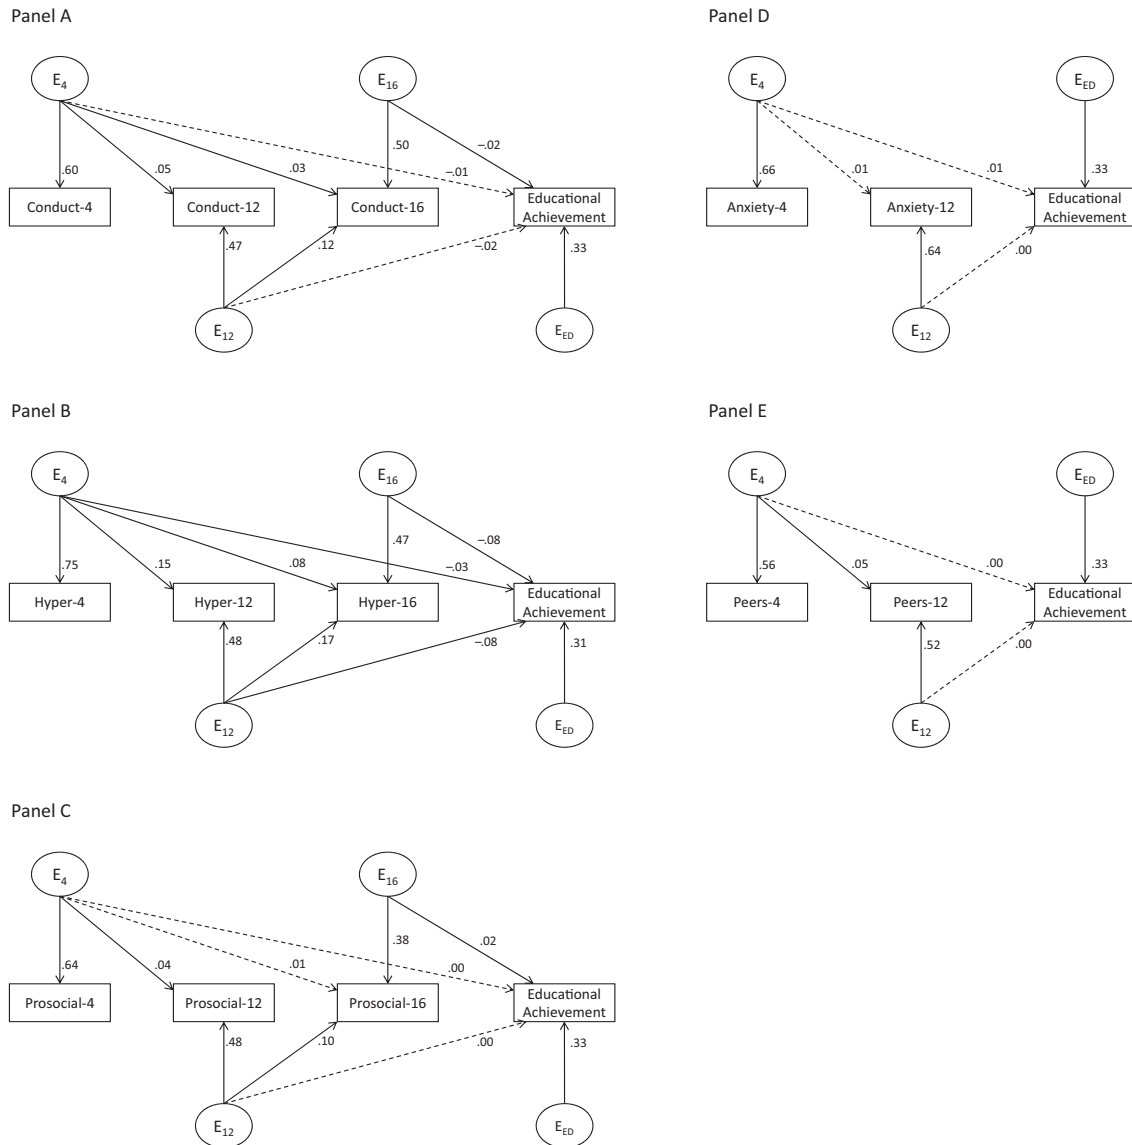 Panel A
E4
E16
.60
.05
.03
.50
–.01
–.02
Conduct-4
Conduct-12
Conduct-16
Educational
Achievement
.47
.12
–.02
.33
E12
EED
Panel B
E4
E16
.75
.15
.08
.47
–.03
–.08
Hyper-4
Hyper-12
Hyper-16
Educational
Achievement
.48
.17
–.08
.31
E12
EED
Panel C
E4
E16
.64
.04
.01
.38
.00
.02
Prosocial-4
Prosocial-12
Prosocial-16
Educational
Achievement
.48
.10
.00
.33
E12
EED
Panel D
E4
EED
.66
.01
.01
.33
Anxiety-4
Anxiety-12
Educational
Achievement
.64
.00
E12
Panel E
E4
EED
.56
.05
.00
.33
Peers-4
Peers-12
Educational
Achievement
.52
.00
E12